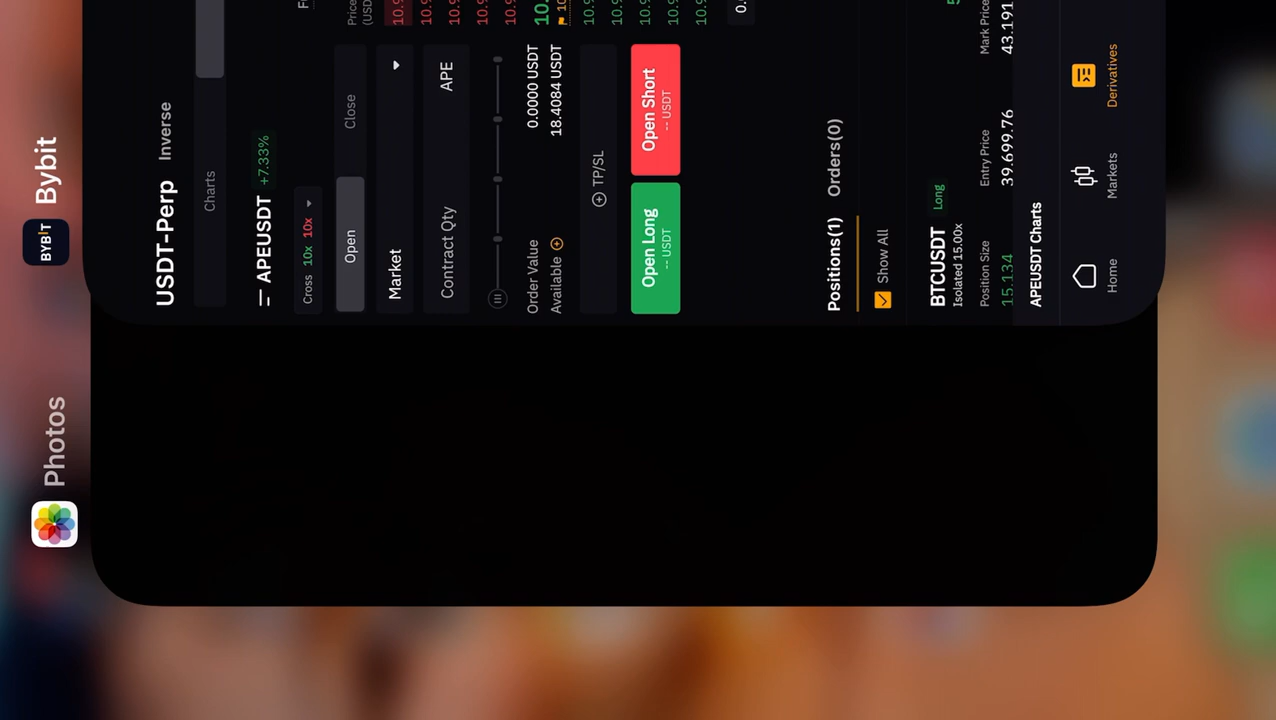 Photos
BYBIT
Bybit
USDT-Perp
Inverse
Charts
APEUSDT
+7.33%
Cross
10x
10x
Open
Close
Market
Contract Qty
APE
Order Value
0.0000 USDT
Available
18.4084 USDT
TP/SL
Open Long
-- USDT
Open Short
-- USDT
Price
(USDT
Positions(1)
Orders(0)
Show All
BTCUSDT
Long
Isolated 15.00x
Position Size
Entry Price
Mark Price
15.134
39,699.76
43,191
APEUSDT Charts
Home
Markets
Derivatives